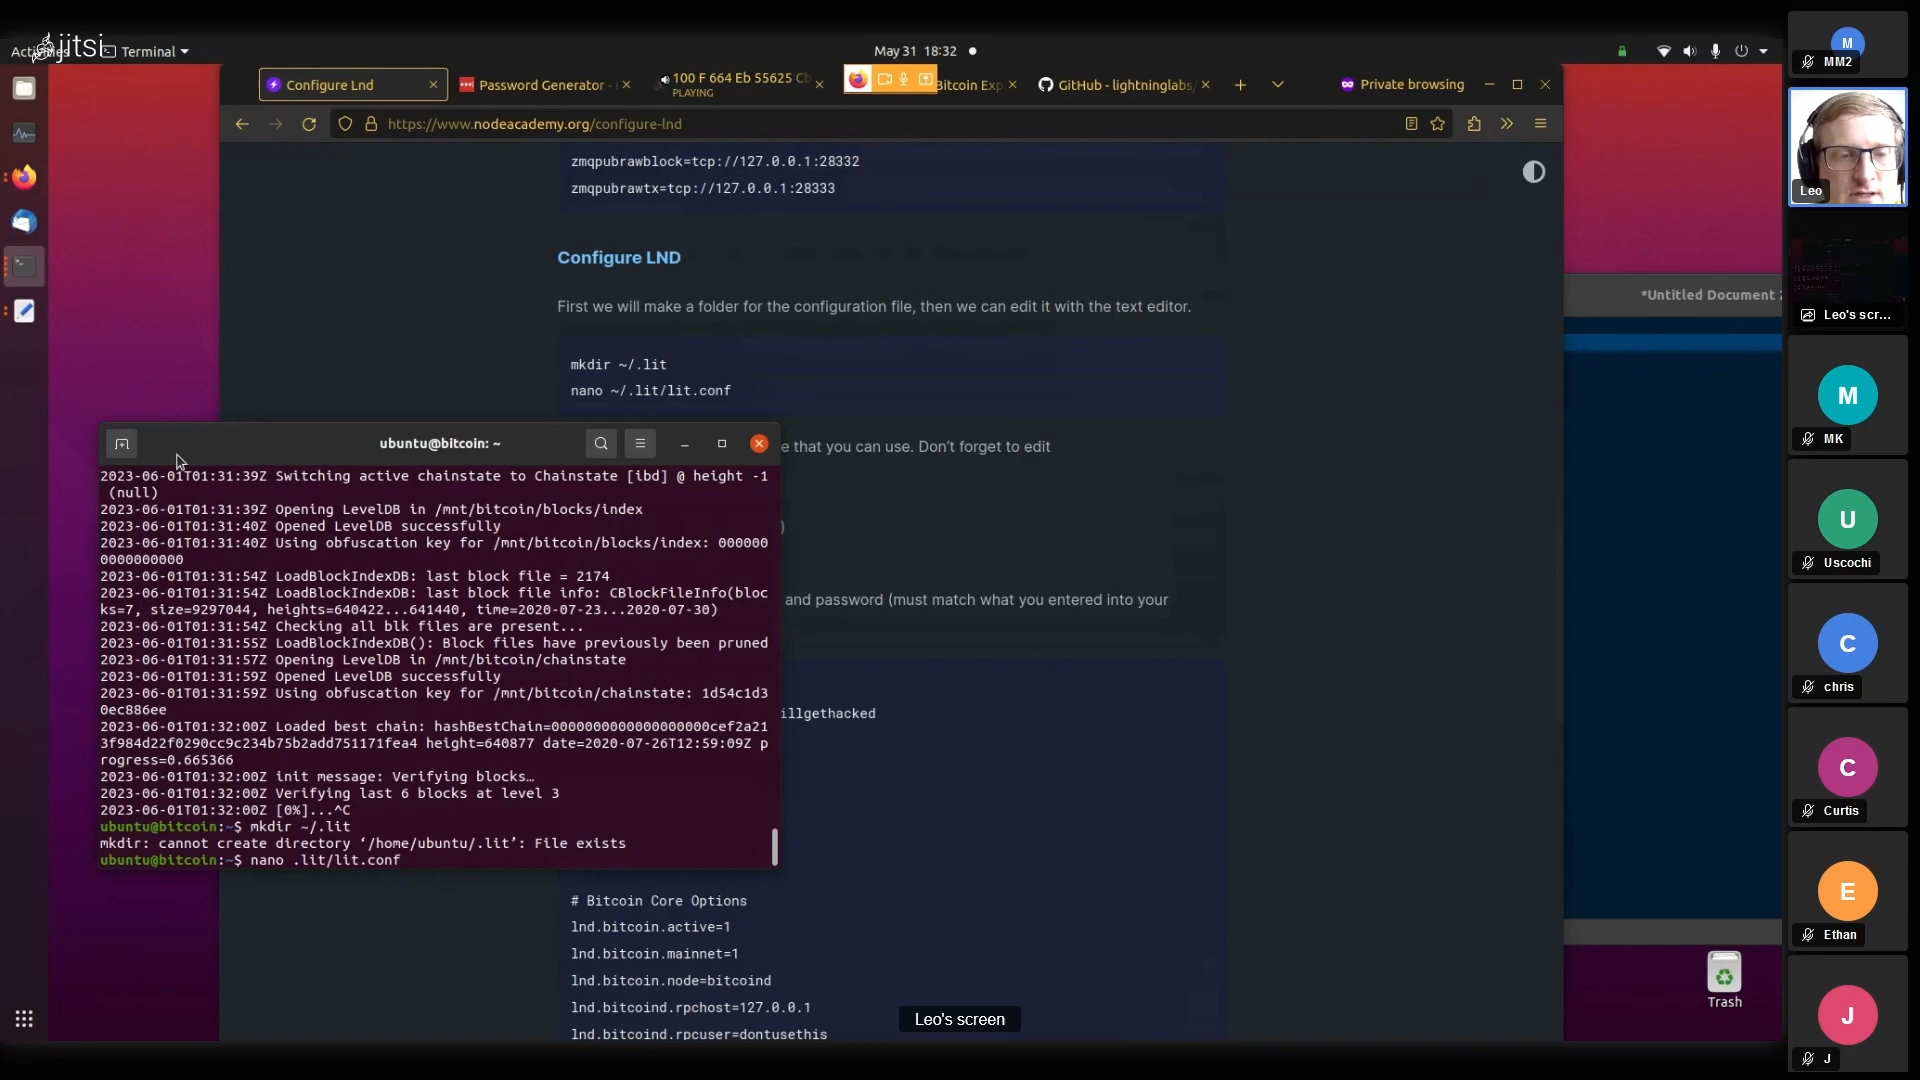 jitsi
Terminal
May 31 18:32
Configure Lnd
Password Generator -
100 F 664 Eb 55625 Cb
PLAYING
Bitcoin Exp
GitHub - lightninglabs/
Private browsing
https://www.nodeacademy.org/configure-lnd
zmqpubrawblock=tcp://127.0.0.1:28332
zmqpubrawtx=tcp://127.0.0.1:28333
Configure LND
First we will make a folder for the configuration file, then we can edit it with the text editor.
mkdir ~/.lit
nano ~/.lit/lit.conf
e that you can use. Don't forget to edit
)
and password (must match what you entered into your
illgethacked
# Bitcoin Core Options
lnd.bitcoin.active=1
lnd.bitcoin.mainnet=1
lnd.bitcoin.node=bitcoind
lnd.bitcoind.rpchost=127.0.0.1
lnd.bitcoind.rpcuser=dontusethis
ubuntu@bitcoin: ~
2023-06-01T01:31:39Z Switching active chainstate to Chainstate [ibd] @ height -1
(null)
2023-06-01T01:31:39Z Opening LevelDB in /mnt/bitcoin/blocks/index
2023-06-01T01:31:40Z Opened LevelDB successfully
2023-06-01T01:31:40Z Using obfuscation key for /mnt/bitcoin/blocks/index: 000000
0000000000
2023-06-01T01:31:54Z LoadBlockIndexDB: last block file = 2174
2023-06-01T01:31:54Z LoadBlockIndexDB: last block file info: CBlockFileInfo(bloc
ks=7, size=9297044, heights=640422...641440, time=2020-07-23...2020-07-30)
2023-06-01T01:31:54Z Checking all blk files are present...
2023-06-01T01:31:55Z LoadBlockIndexDB(): Block files have previously been pruned
2023-06-01T01:31:57Z Opening LevelDB in /mnt/bitcoin/chainstate
2023-06-01T01:31:59Z Opened LevelDB successfully
2023-06-01T01:31:59Z Using obfuscation key for /mnt/bitcoin/chainstate: 1d54c1d3
0ec886ee
2023-06-01T01:32:00Z Loaded best chain: hashBestChain=0000000000000000000cef2a21
3f984d22f0290cc9c234b75b2add751171fea4 height=640877 date=2020-07-26T12:59:09Z p
rogress=0.665366
2023-06-01T01:32:00Z init message: Verifying blocks…
2023-06-01T01:32:00Z Verifying last 6 blocks at level 3
2023-06-01T01:32:00Z [0%]...^C
ubuntu@bitcoin:~$ mkdir ~/.lit
mkdir: cannot create directory ‘/home/ubuntu/.lit’: File exists
ubuntu@bitcoin:~$ nano .lit/lit.conf
*Untitled Document
Trash
Leo's screen
M
MM2
Leo
Leo's scr...
M
MK
U
Uscochi
C
chris
C
Curtis
E
Ethan
J
J